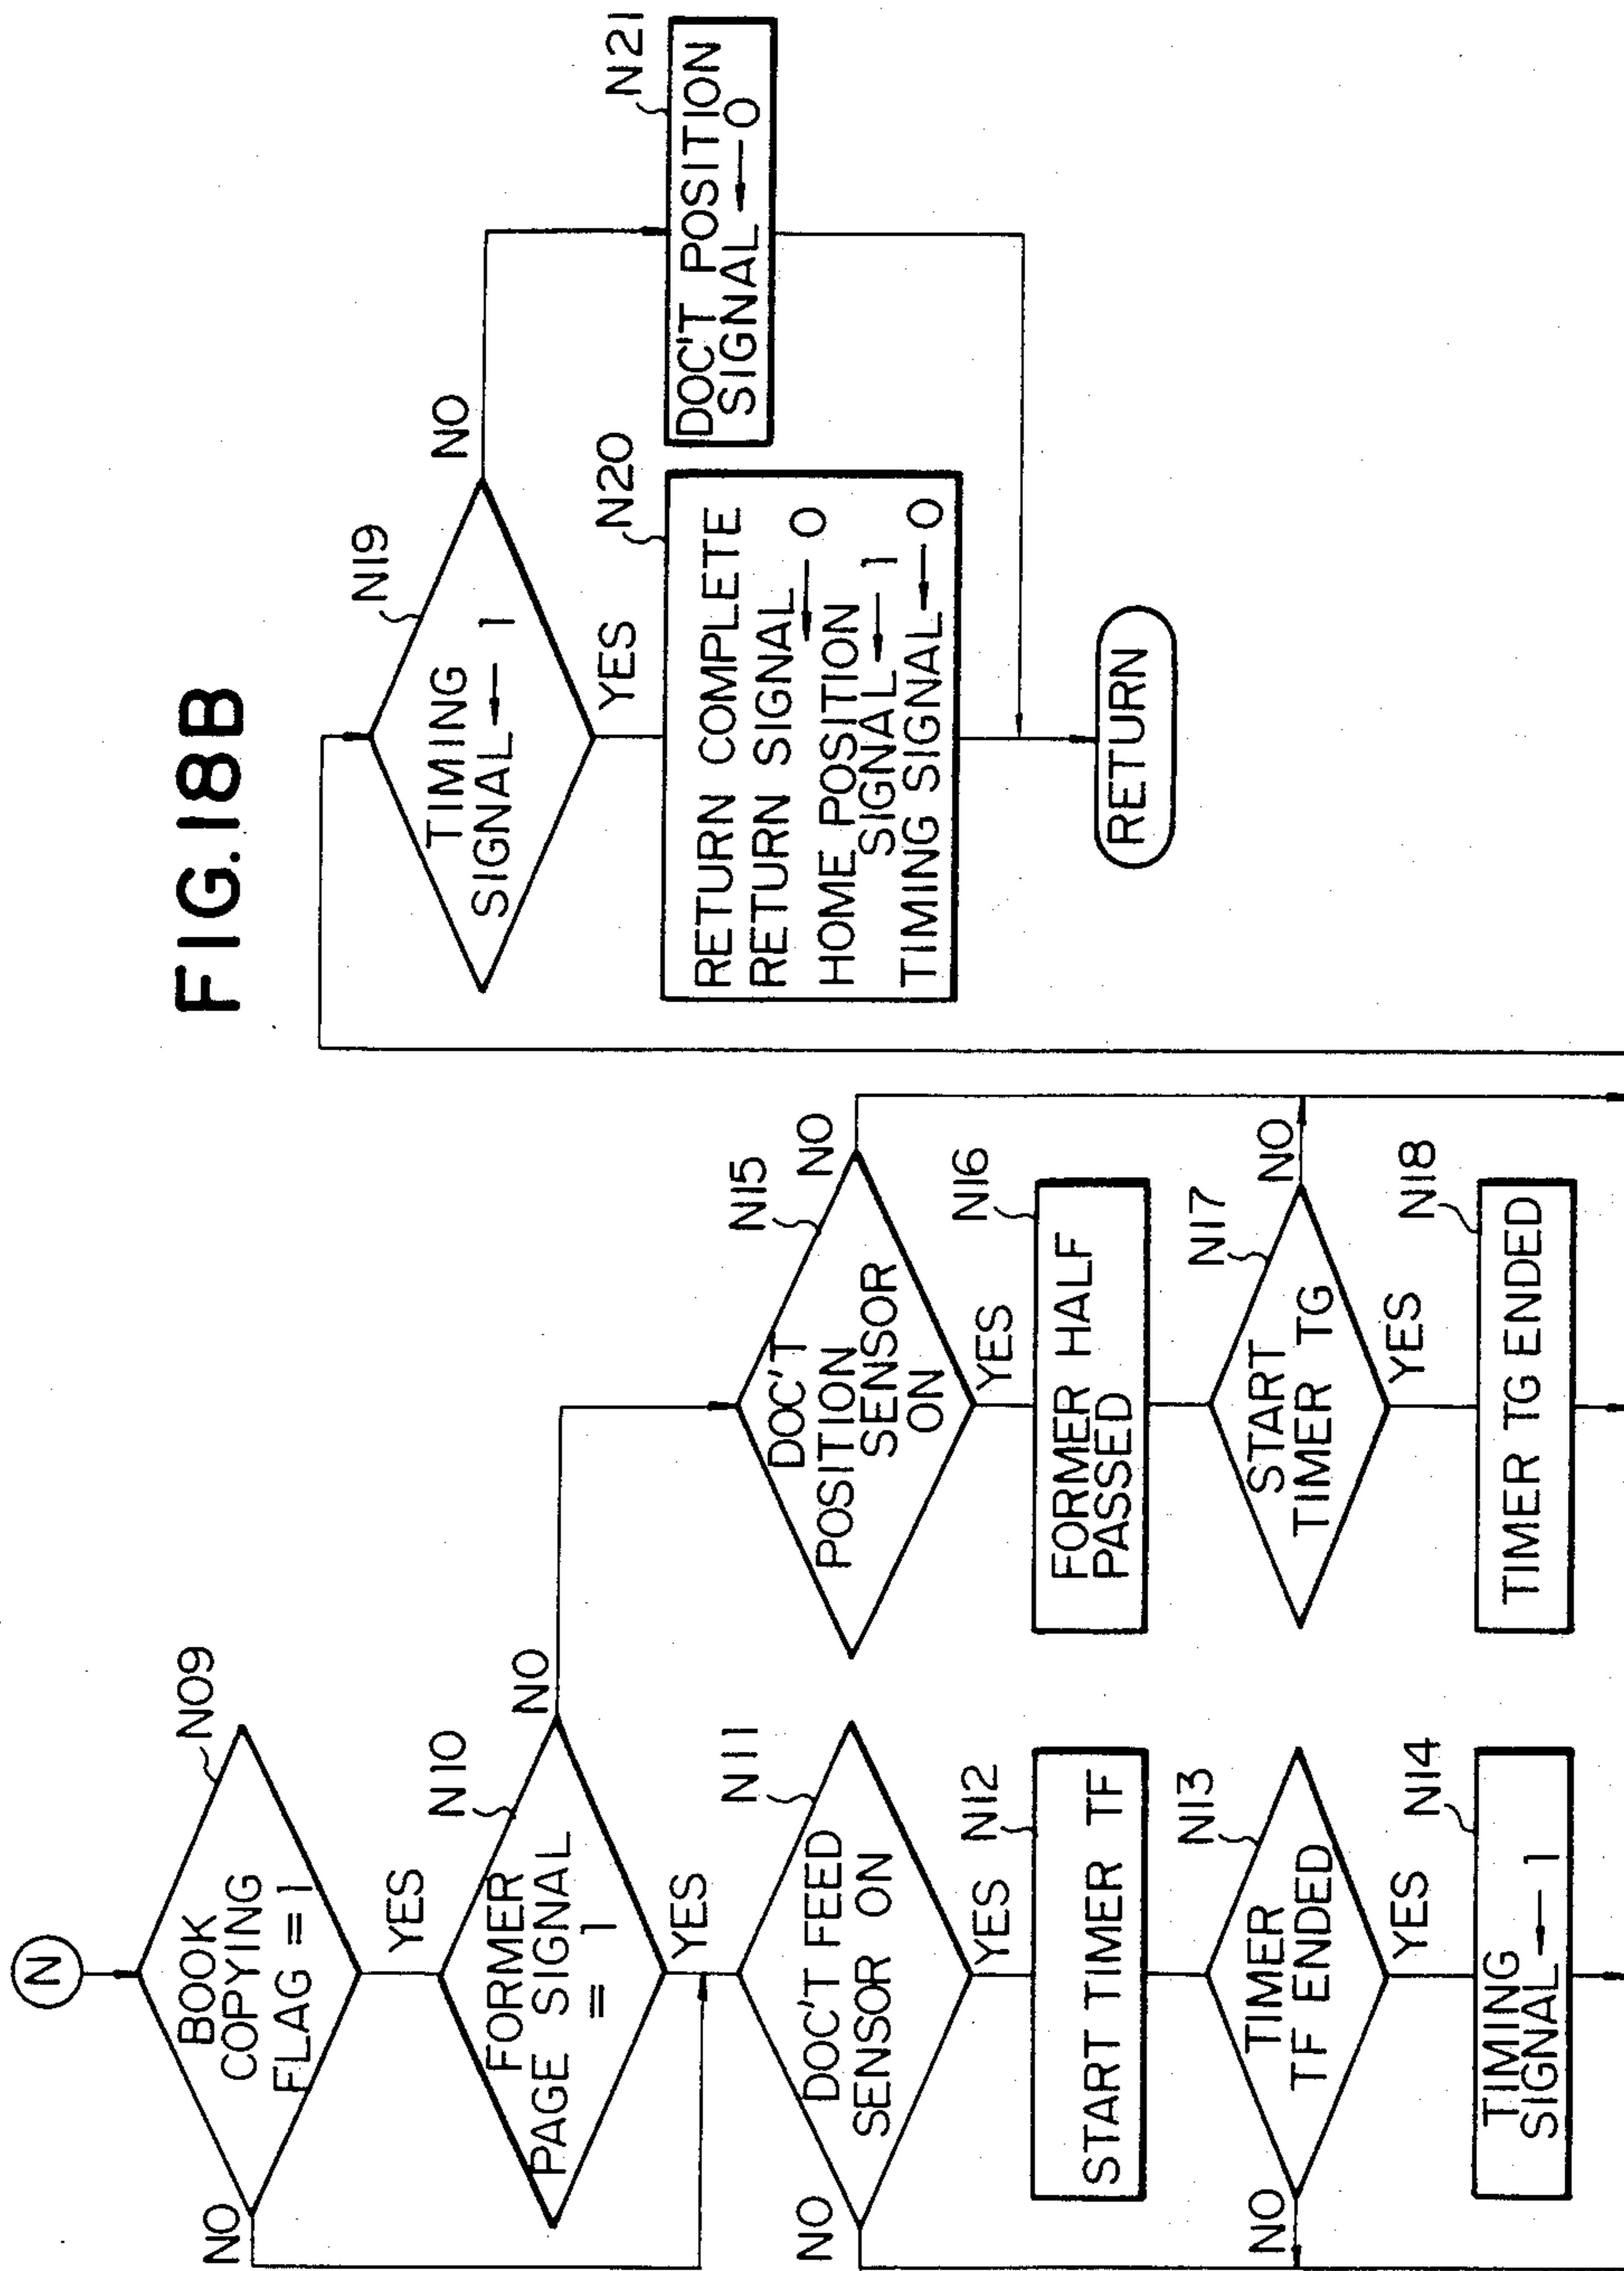 FIG.18B
N
N09
BOOK
COPYING
FLAG = 1
NO
YES
N10
FORMER
PAGE SIGNAL
= 1
NO
YES
N11
DOC'T FEED
SENSOR ON
NO
YES
N12
START TIMER TF
N13
TIMER
TF ENDED
NO
YES
N14
TIMING
SIGNAL ← 1
N15
DOC'T
POSITION
SENSOR
ON
NO
YES
N16
FORMER HALF
PASSED
N17
START
TIMER TG
NO
YES
N18
TIMER TG ENDED
N19
TIMING
SIGNAL ← 1
NO
YES
N20
RETURN COMPLETE
RETURN SIGNAL ← 0
HOME POSITION
SIGNAL ← 1
TIMING SIGNAL ← 0
N21
DOC'T POSITION
SIGNAL ← 0
RETURN